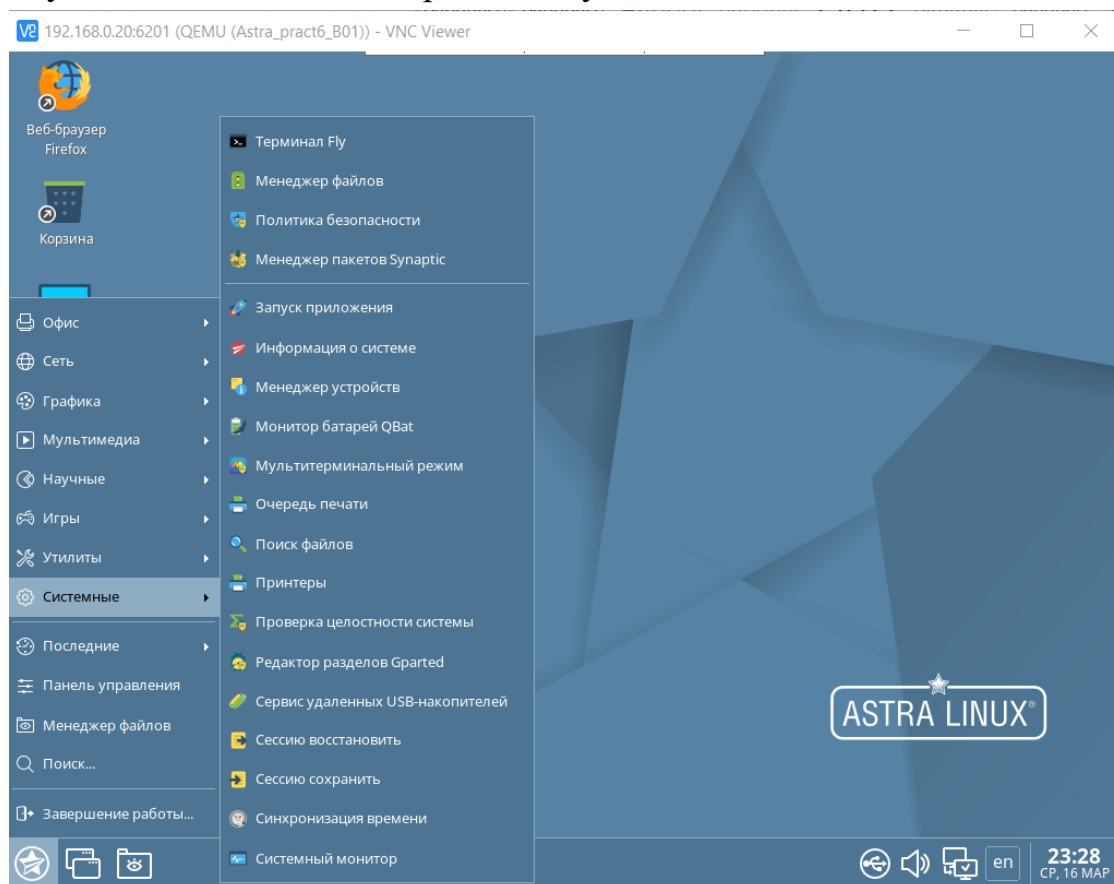 192.168.0.20:6201 (QEMU (Astra_pract6_B01)) - VNC Viewer
Веб-браузер
Firefox
Корзина
Терминал Fly
Менеджер файлов
Политика безопасности
Менеджер пакетов Synaptic
Запуск приложения
Информация о системе
Менеджер устройств
Монитор батарей QBat
Мультитерминальный режим
Очередь печати
Поиск файлов
Принтеры
Проверка целостности системы
Редактор разделов Gparted
Сервис удаленных USB-накопителей
Сессию восстановить
Сессию сохранить
Синхронизация времени
Системный монитор
Офис
Сеть
Графика
Мультимедиа
Научные
Игры
Утилиты
Системные
Последние
Панель управления
Менеджер файлов
Поиск...
Завершение работы...
ASTRA LINUX®
en
23:28
СР, 16 МАР